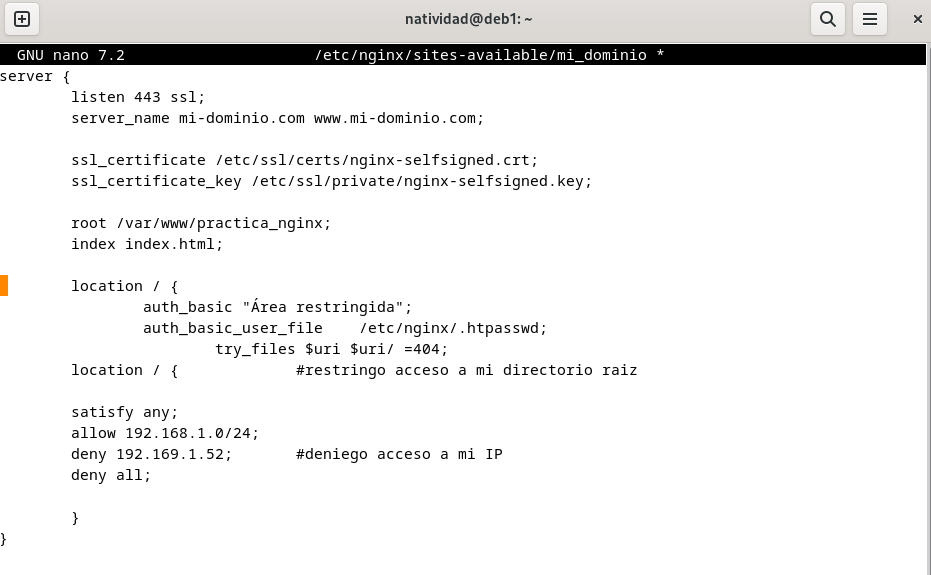 natividad@deb1: ~
GNU nano 7.2 /etc/nginx/sites-available/mi_dominio *
server {
listen 443 ssl;
server_name mi-dominio.com www.mi-dominio.com;
ssl_certificate /etc/ssl/certs/nginx-selfsigned.crt;
ssl_certificate_key /etc/ssl/private/nginx-selfsigned.key;
root /var/www/practica_nginx;
index index.html;
location / {
auth_basic "Área restringida";
auth_basic_user_file /etc/nginx/.htpasswd;
try_files $uri $uri/ =404;
location / { #restringo acceso a mi directorio raiz
satisfy any;
allow 192.168.1.0/24;
deny 192.169.1.52; #deniego acceso a mi IP
deny all;
}
}